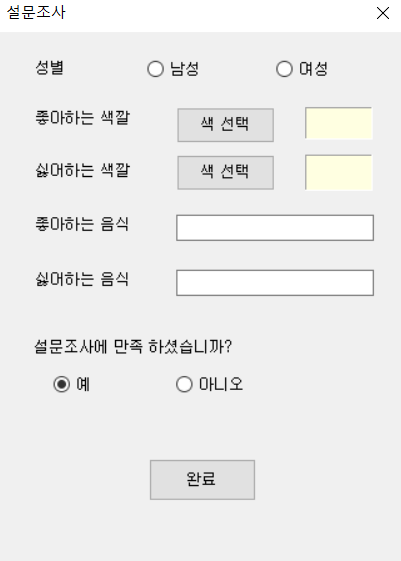 설문조사
성별 남성 여성
좋아하는 색깔 색 선택
싫어하는 색깔 색 선택
좋아하는 음식
싫어하는 음식
설문조사에 만족 하셨습니까?
예 아니오
완료